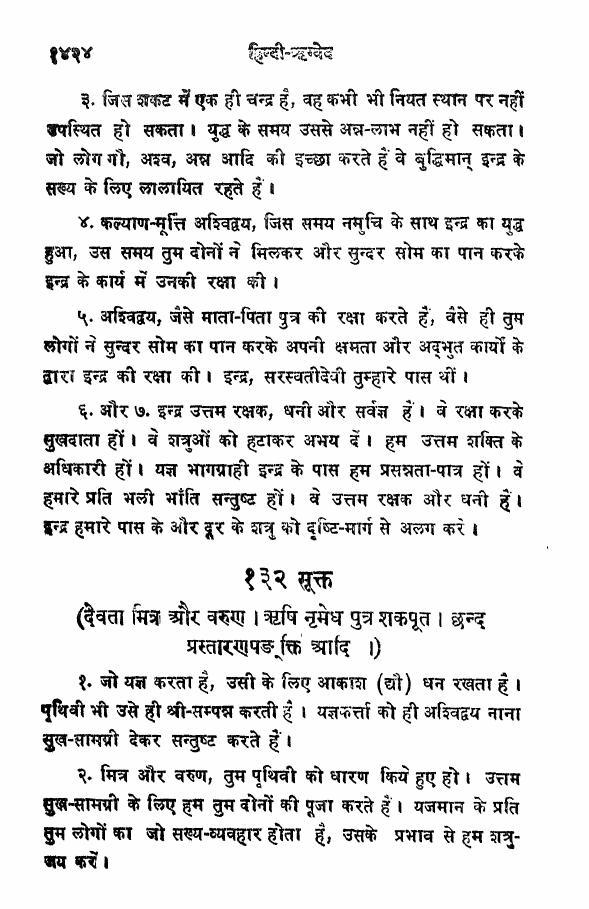 १४२४ हिन्दी-ऋग्वेद
३. जिस शकट में एक ही चन्द्र है, वह कभी भी नियत स्थान पर नहीं
उपस्थित हो सकता। युद्ध के समय उससे अन्न-लाभ नहीं हो सकता।
जो लोग गौ, अश्व, अन्न आदि की इच्छा करते हैं वे बुद्धिमान् इन्द्र के
सख्य के लिए लालायित रहते हैं।
४. कल्याण-मूर्त्ति अश्विद्वय, जिस समय नमुचि के साथ इन्द्र का युद्ध
हुआ, उस समय तुम दोनों ने मिलकर और सुन्दर सोम का पान करके
इन्द्र के कार्य में उनकी रक्षा की।
५. अश्विद्वय, जैसे माता-पिता पुत्र की रक्षा करते हैं, वैसे ही तुम
लोगों ने सुन्दर सोम का पान करके अपनी क्षमता और अद्भुत कार्यों के
द्वारा इन्द्र की रक्षा की। इन्द्र, सरस्वतीदेवी तुम्हारे पास थीं।
६. और ७. इन्द्र उत्तम रक्षक, धनी और सर्वज्ञ हैं। वे रक्षा करके
सुखदाता हों। वे शत्रुओं को हटाकर अभय दें। हम उत्तम शक्ति के
अधिकारी हों। यज्ञ भागग्राही इन्द्र के पास हम प्रसन्नता-पात्र हों। वे
हमारे प्रति भली भाँति सन्तुष्ट हों। वे उत्तम रक्षक और धनी हैं।
इन्द्र हमारे पास के और दूर के शत्रु को दृष्टि-मार्ग से अलग करें।
१३२ सूक्त
(देवता मित्र और वरुण। ऋषि नृमेध पुत्र शकपूत। छन्द
प्रस्तारणपङ्क्ति आदि ।)
१. जो यज्ञ करता है, उसी के लिए आकाश (द्यौ) धन रखता है।
पृथिवी भी उसे ही श्री-सम्पन्न करती है। यज्ञकर्त्ता को ही अश्विद्वय नाना
सुख-सामग्री देकर सन्तुष्ट करते हैं।
२. मित्र और वरुण, तुम पृथिवी को धारण किये हुए हो। उत्तम
सुख-सामग्री के लिए हम तुम दोनों की पूजा करते हैं। यजमान के प्रति
तुम लोगों का जो सख्य-व्यवहार होता है, उसके प्रभाव से हम शत्रु-
जय करें।